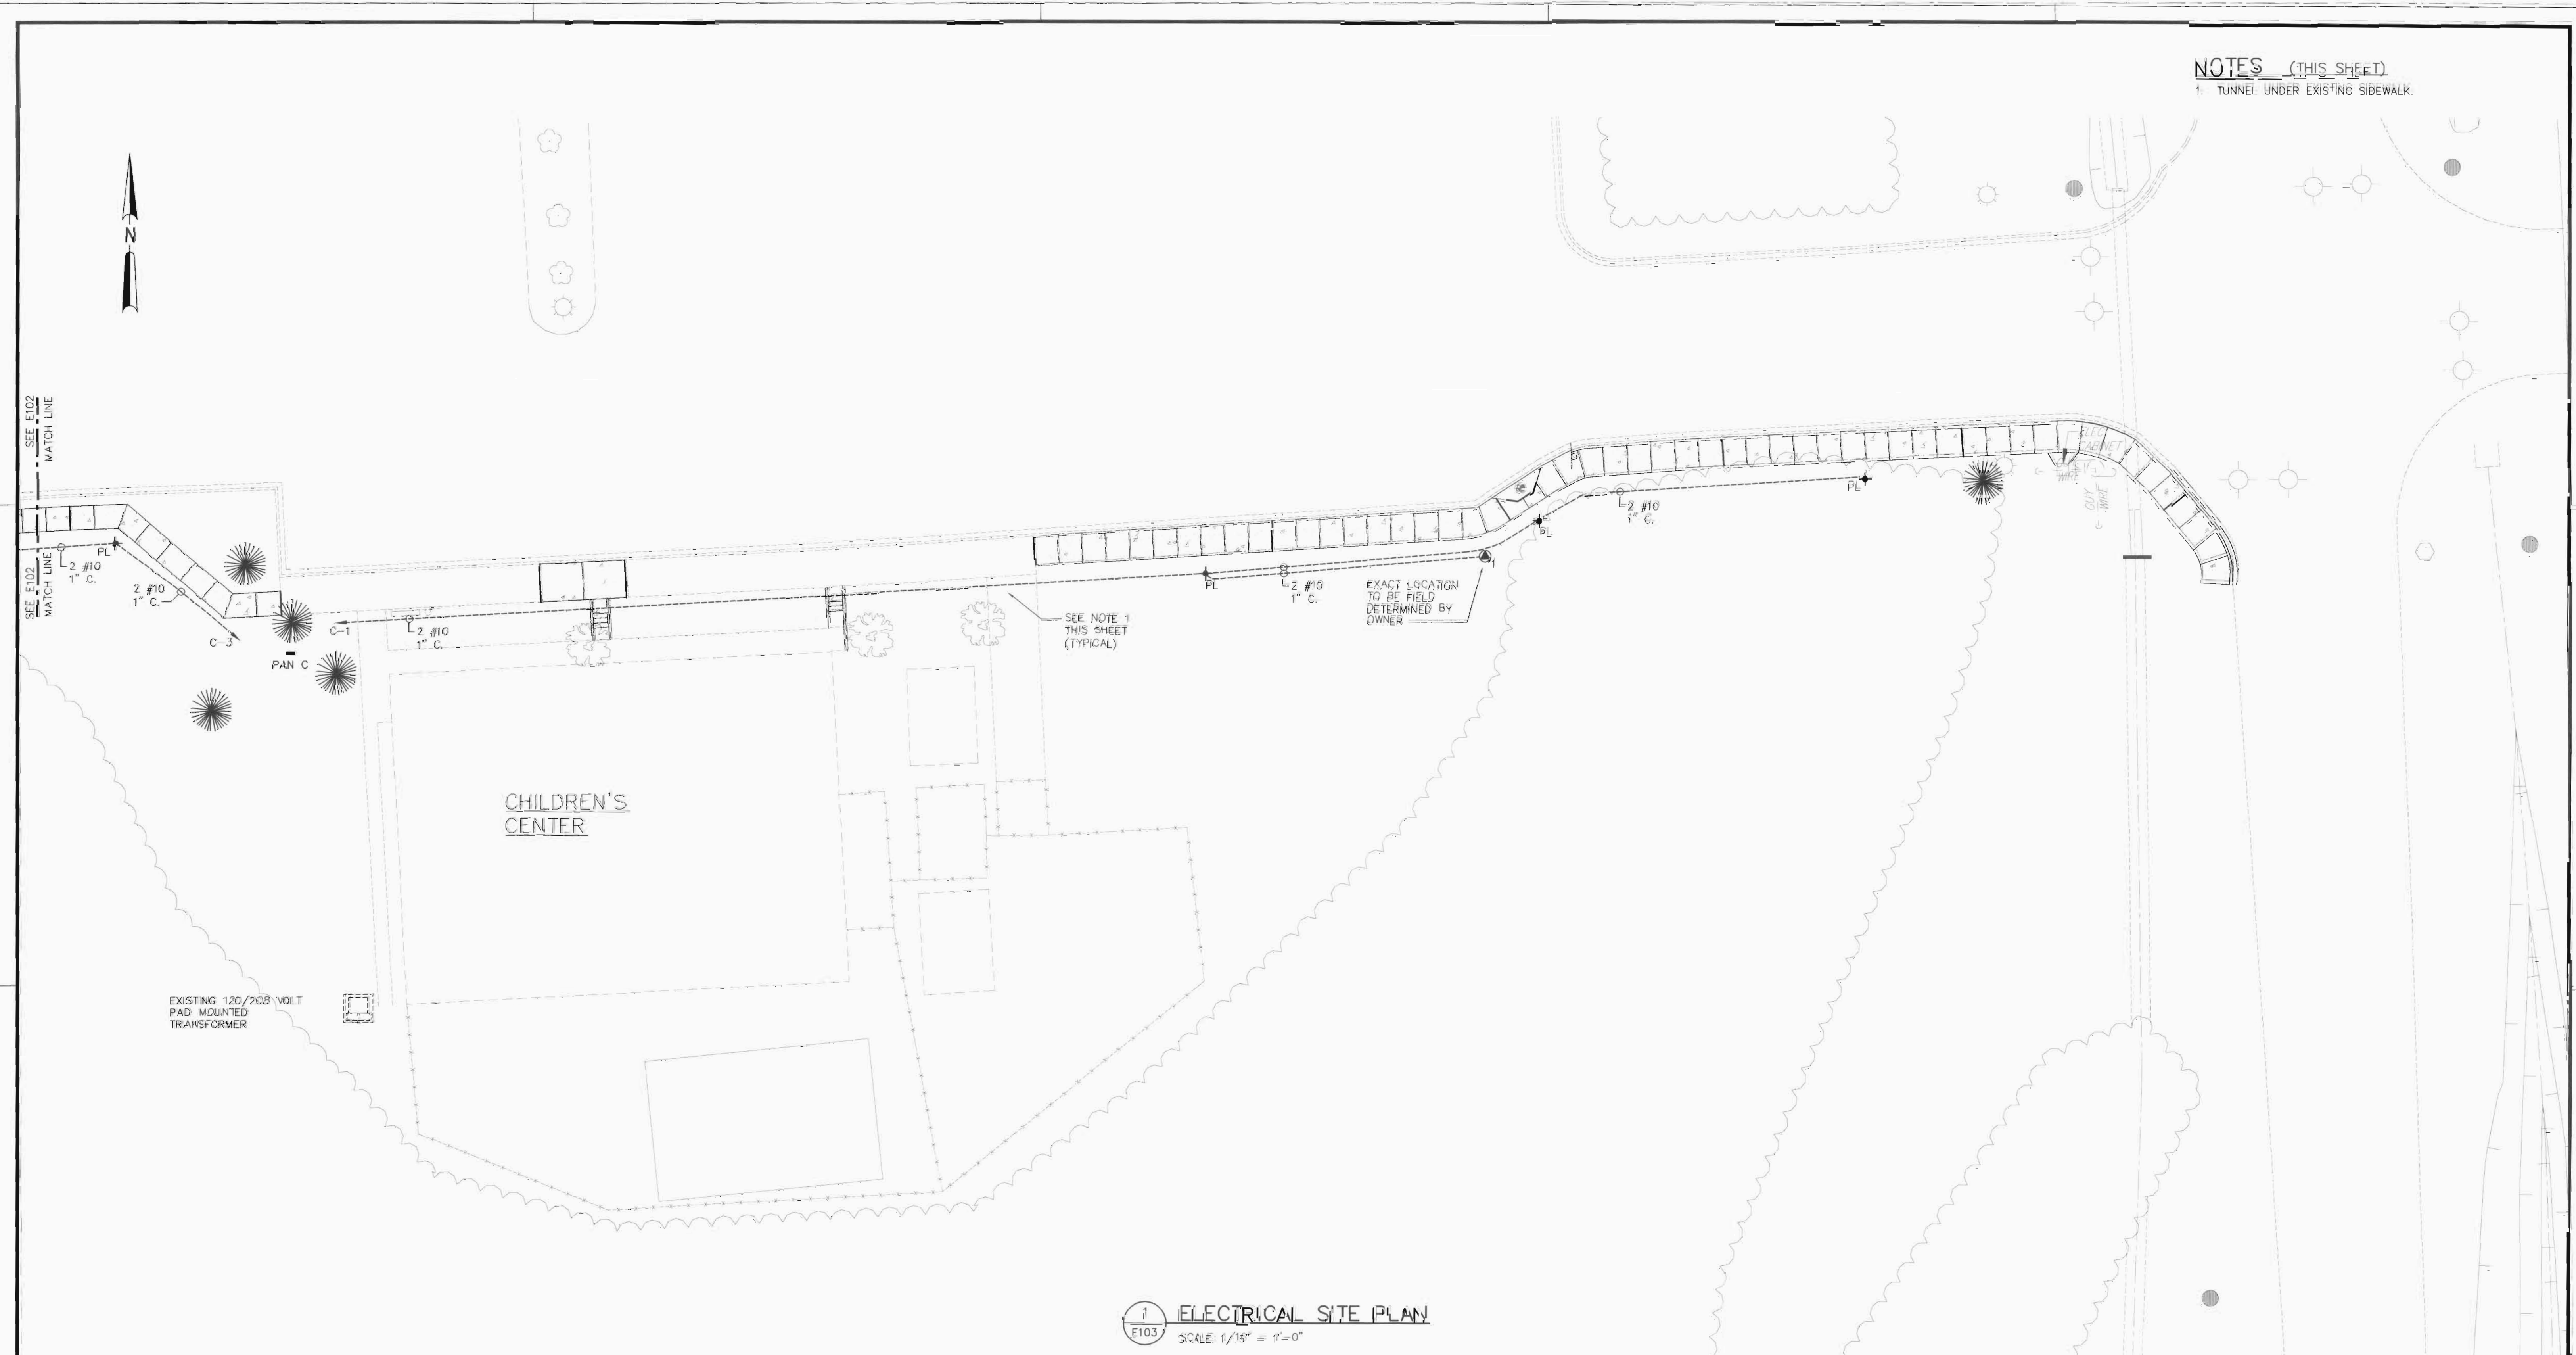 NOTES (THIS SHEET)
1. TUNNEL UNDER EXISTING SIDEWALK.
N
SEE E102
MATCH LINE
SEE E102
MATCH LINE
PL
2 #10
1" C.
2 #10
1" C.
C-3
PAN C
C-1
2 #10
1" C.
SEE NOTE 1
THIS SHEET
(TYPICAL)
PL
2 #10
1" C.
EXACT LOCATION
TO BE FIELD
DETERMINED BY
OWNER
1
PL
2 #10
1" C.
PL
GUY
WIRE
CHILDREN'S
CENTER
EXISTING 120/208 VOLT
PAD MOUNTED
TRANSFORMER
1
E103
ELECTRICAL SITE PLAN
SCALE: 1/16" = 1'-0"